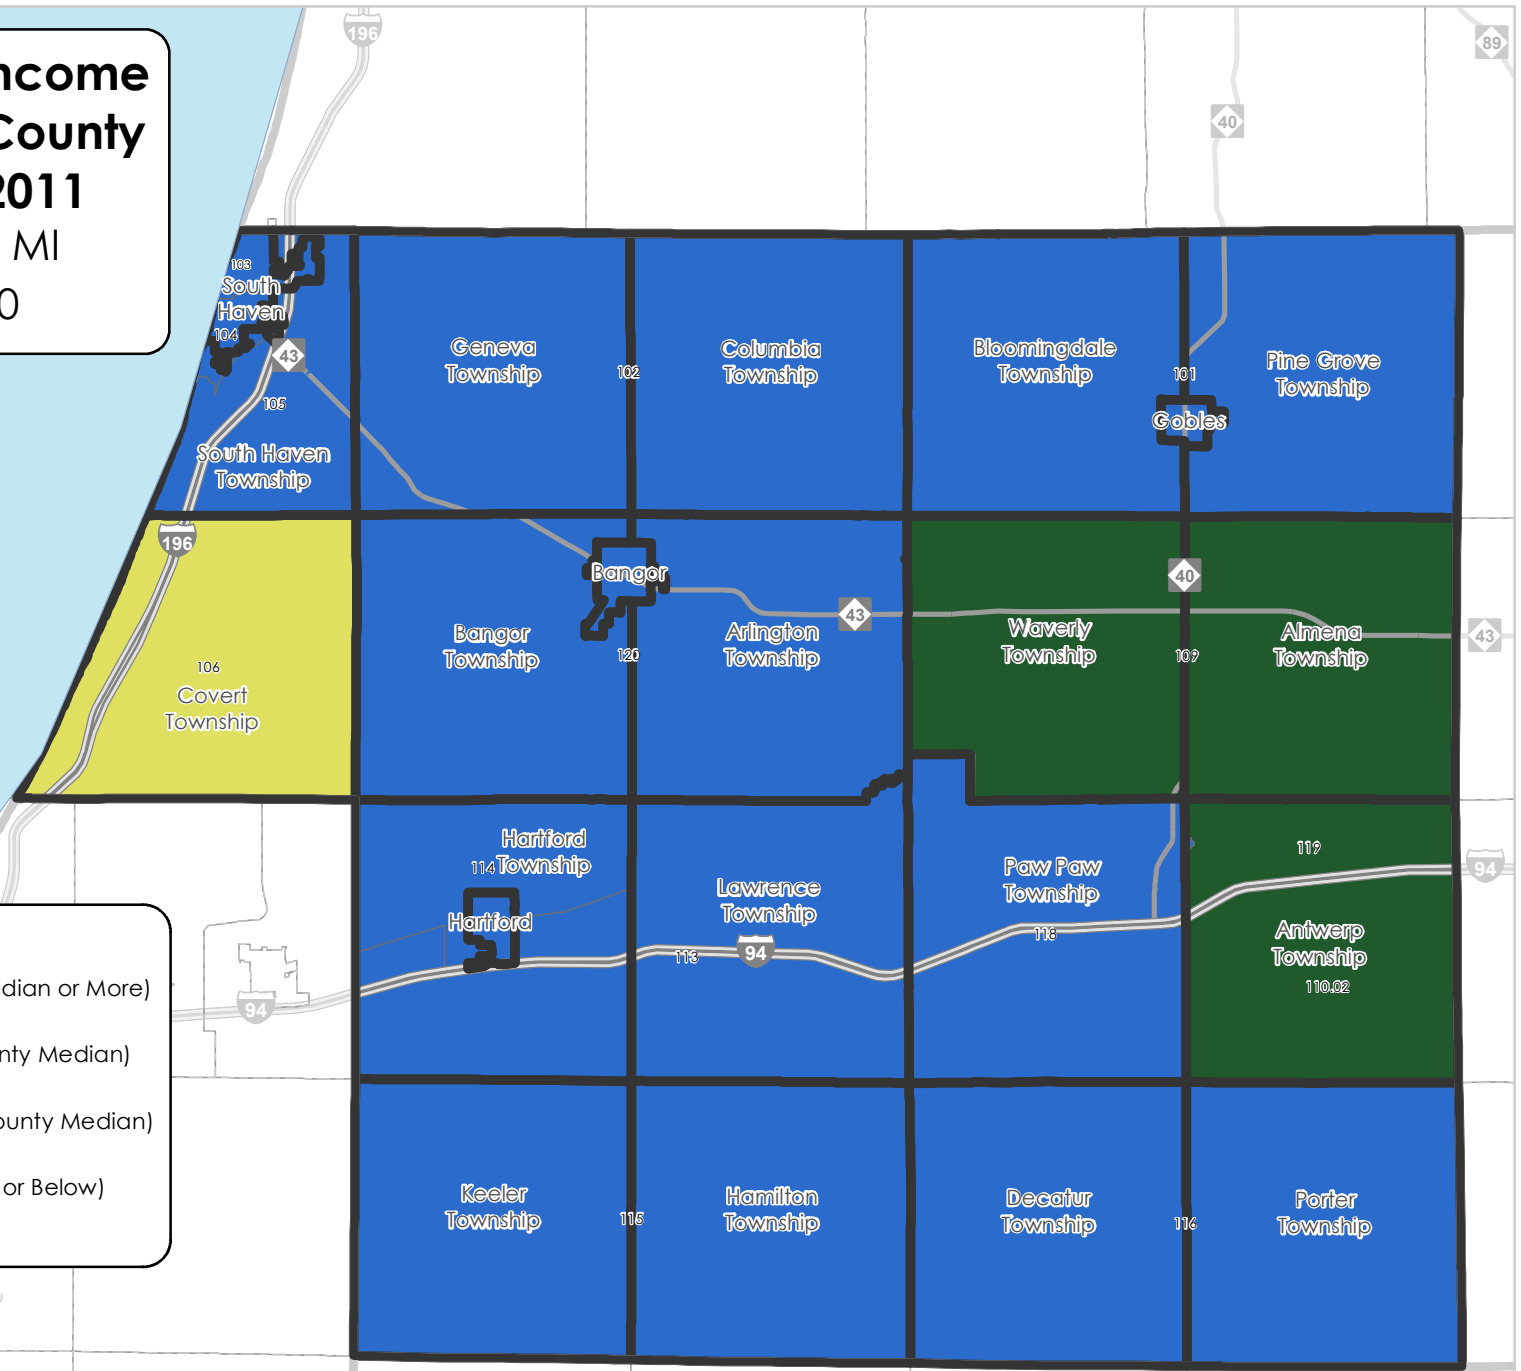 ncome
County
2011
MI
0
196
89
40
103
South
Haven
104
43
105
South Haven
Township
Geneva
Township
102
Columbia
Township
Bloomingdale
Township
101
Pine Grove
Township
Gobles
196
106
Covert
Township
Bangor
Bangor
Township
120
Arlington
Township
43
Waverly
Township
40
109
Almena
Township
43
Hartford
Township
114
Hartford
Lawrence
Township
113
94
Paw Paw
Township
118
119
94
Antwerp
Township
110.02
94
dian or More)
nty Median)
ounty Median)
or Below)
Keeler
Township
115
Hamilton
Township
Decatur
Township
116
Porter
Township